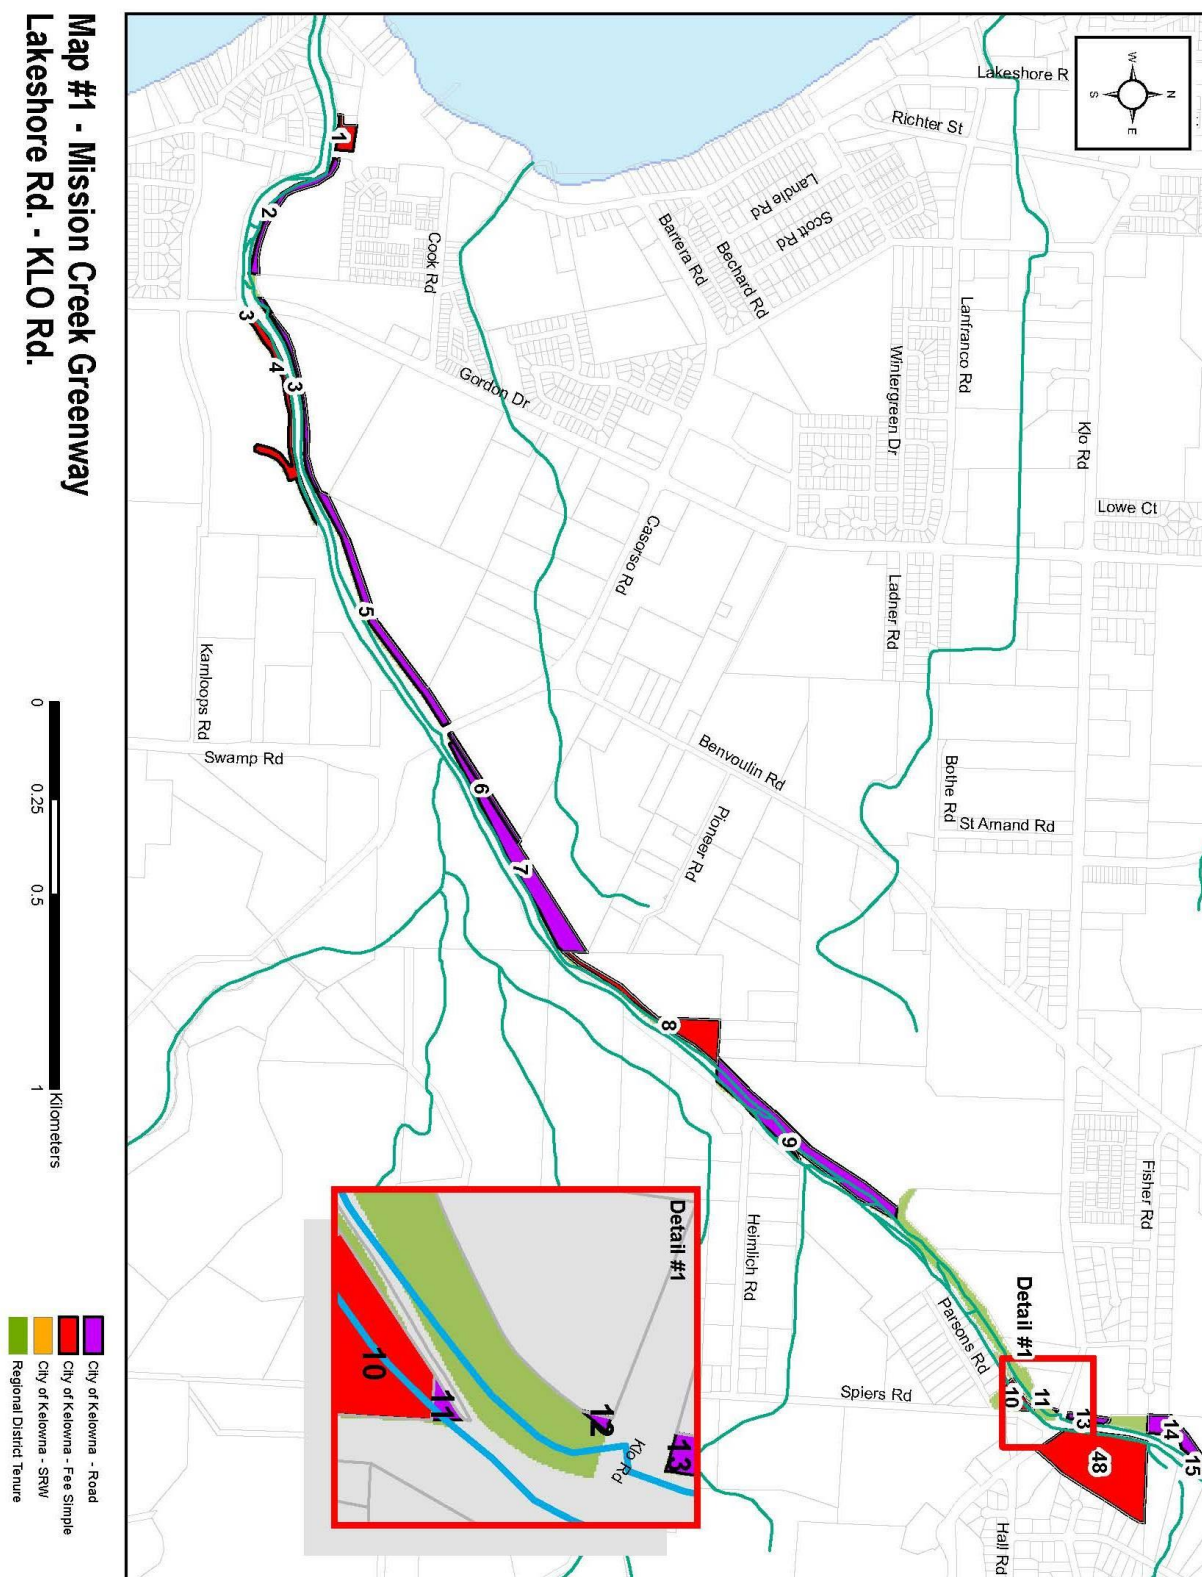 Map #1 - Mission Creek Greenway
Lakeshore Rd. - KLO Rd.
N
W
E
S
Lakeshore R
Richter St
Landie Rd
Scott Rd
Barrera Rd
Bechard Rd
Cook Rd
Lanfranco Rd
Wintergreen Dr
Gordon Dr
Klo Rd
Lowe Ct
Casorso Rd
Ladner Rd
Kamloops Rd
Swamp Rd
Benvoulin Rd
Bothe Rd
St Amand Rd
Pioneer Rd
Fisher Rd
Heimlich Rd
Parsons Rd
Spiers Rd
Hall Rd
1
2
3
4
3
5
6
7
8
9
10
11
13
14
15
48
Detail #1
Detail #1
10
11
12
13
Klo Rd
0
0.25
0.5
1
Kilometers
City of Kelowna - Road
City of Kelowna - Fee Simple
City of Kelowna - SRW
Regional District Tenure